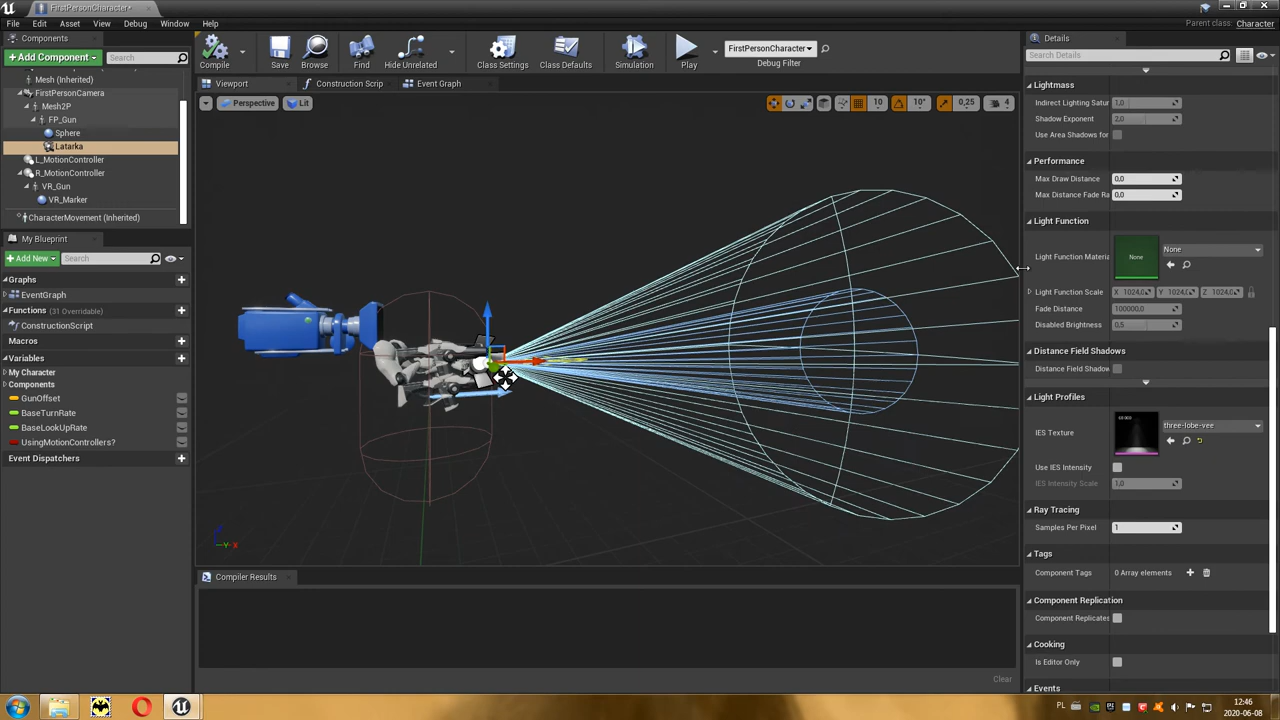 FirstPersonCharacter*
File Edit Asset View Debug Window Help
Parent class: Character
Components
Add Component Search
Mesh (Inherited)
FirstPersonCamera
Mesh2P
FP_Gun
Sphere
Latarka
L_MotionController
R_MotionController
VR_Gun
VR_Marker
CharacterMovement (Inherited)
My Blueprint
Add New Search
Graphs
EventGraph
Functions (31 Overridable)
ConstructionScript
Macros
Variables
My Character
Components
GunOffset
BaseTurnRate
BaseLookUpRate
UsingMotionControllers?
Event Dispatchers
Compile Save Browse Find Hide Unrelated Class Settings Class Defaults Simulation Play
FirstPersonCharacter
Debug Filter
Viewport Construction Scrip Event Graph
Perspective Lit 10 10° 0,25 4
Compiler Results
Clear
Details
Search Details
Lightmass
Indirect Lighting Satur 1,0
Shadow Exponent 2,0
Use Area Shadows for
Performance
Max Draw Distance 0,0
Max Distance Fade Ra 0,0
Light Function
Light Function Materia None None
Light Function Scale X 1024,0 Y 1024,0 Z 1024,0
Fade Distance 100000,0
Disabled Brightness 0,5
Distance Field Shadows
Distance Field Shadow
Light Profiles
IES Texture three-lobe-vee
Use IES Intensity
IES Intensity Scale 1,0
Ray Tracing
Samples Per Pixel 1
Tags
Component Tags 0 Array elements
Component Replication
Component Replicates
Cooking
Is Editor Only
Events
PL
12:46
2020-06-08